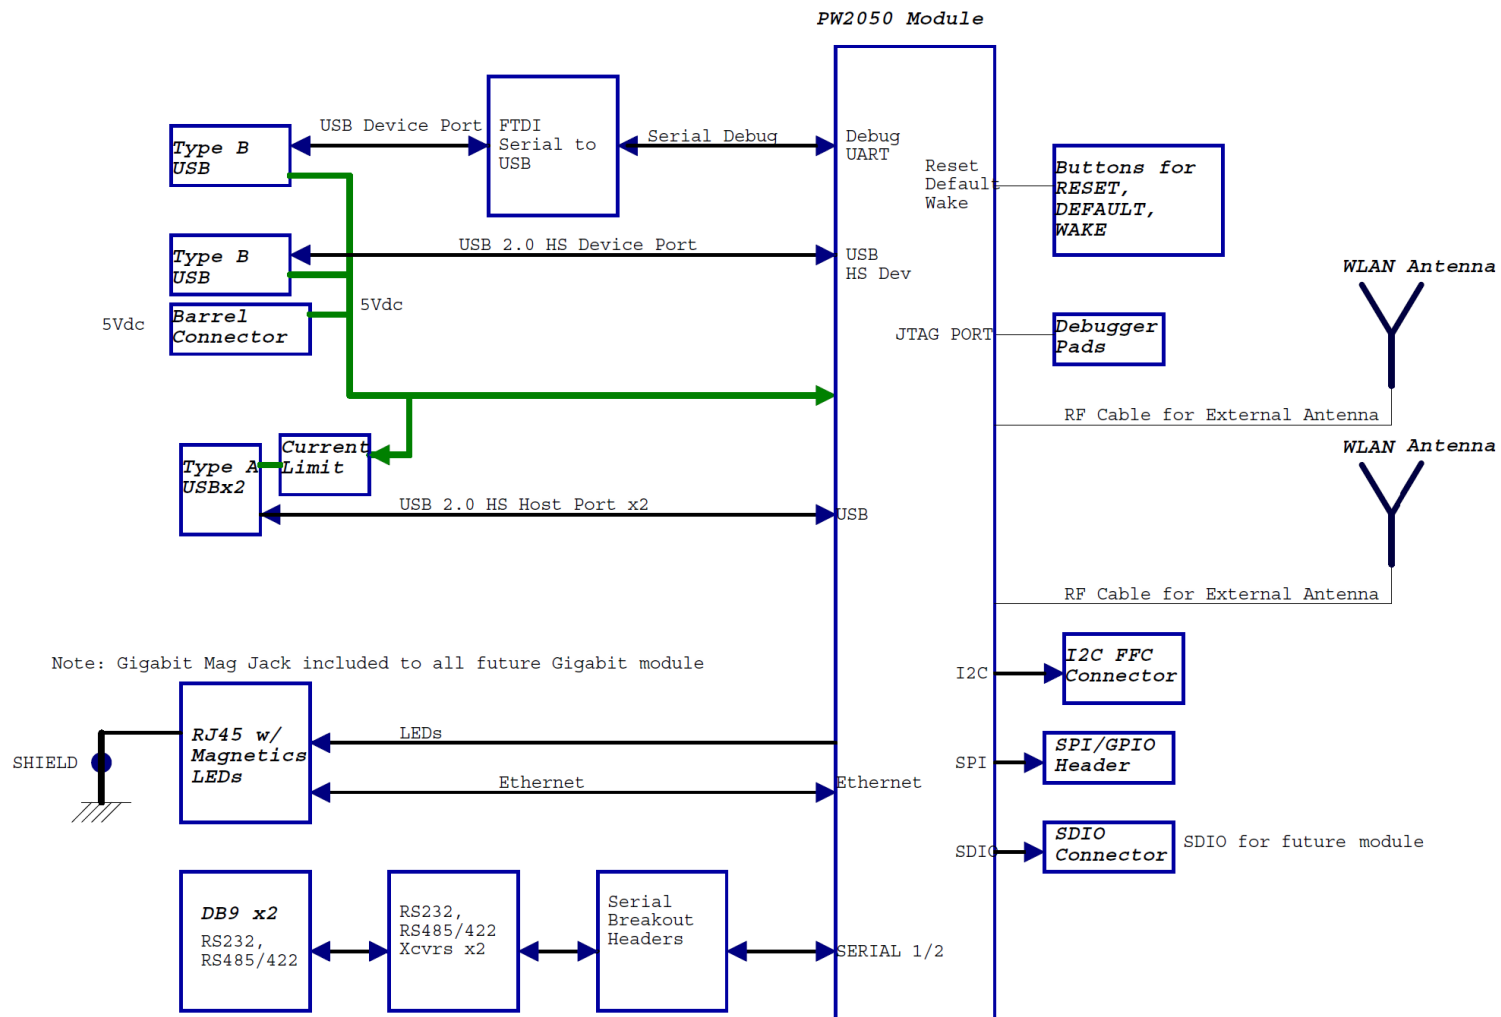 PW2050 Module
USB Device Port
FTDI
Serial to
USB
Serial Debug
Debug
UART
Type B
USB
Reset
Default
Wake
Buttons for
RESET,
DEFAULT,
WAKE
USB 2.0 HS Device Port
USB
HS Dev
Type B
USB
WLAN Antenna
5Vdc
Barrel
Connector
5Vdc
JTAG PORT
Debugger
Pads
RF Cable for External Antenna
Current
Limit
Type A
USBx2
WLAN Antenna
USB 2.0 HS Host Port x2
USB
RF Cable for External Antenna
Note: Gigabit Mag Jack included to all future Gigabit module
I2C
I2C FFC
Connector
RJ45 w/
Magnetics
LEDs
LEDs
SHIELD
SPI
SPI/GPIO
Header
Ethernet
Ethernet
SDIO
SDIO
Connector
SDIO for future module
DB9 x2
RS232,
RS485/422
RS232,
RS485/422
Xcvrs x2
Serial
Breakout
Headers
SERIAL 1/2